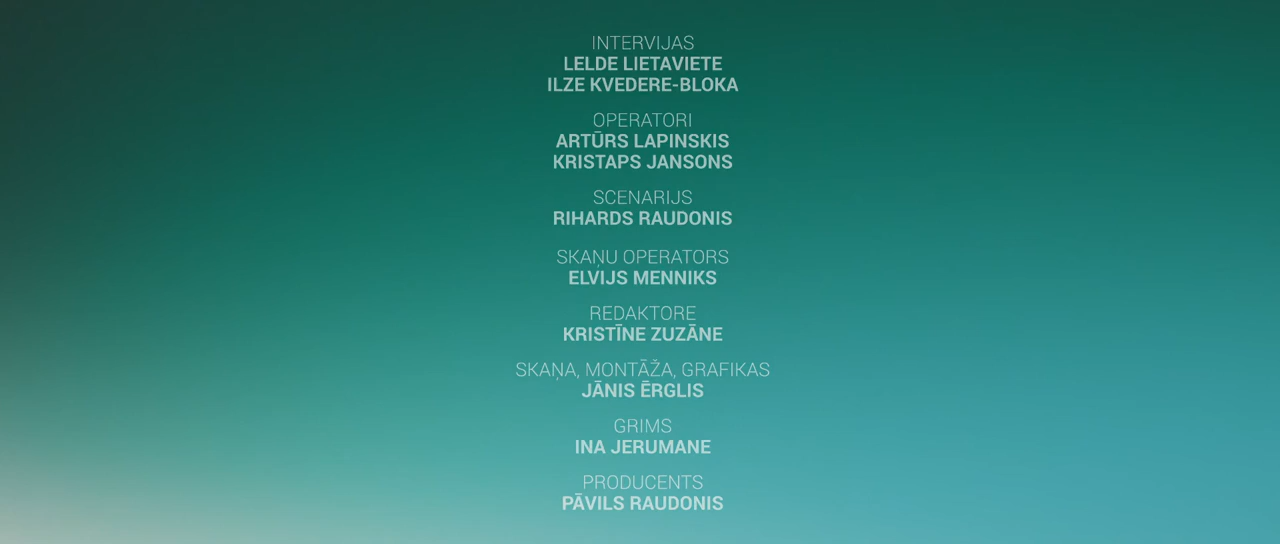 INTERVIJAS
LELDE LIETAVIETE
ILZE KVEDERE-BLOKA
OPERATORI
ARTŪRS LAPINSKIS
KRISTAPS JANSONS
SCENARIJS
RIHARDS RAUDONIS
SKAŅU OPERATORS
ELVIJS MENNIKS
REDAKTORE
KRISTĪNE ZUZĀNE
SKAŅA, MONTĀŽA, GRAFIKAS
JĀNIS ĒRGLIS
GRIMS
INA JERUMANE
PRODUCENTS
PĀVILS RAUDONIS